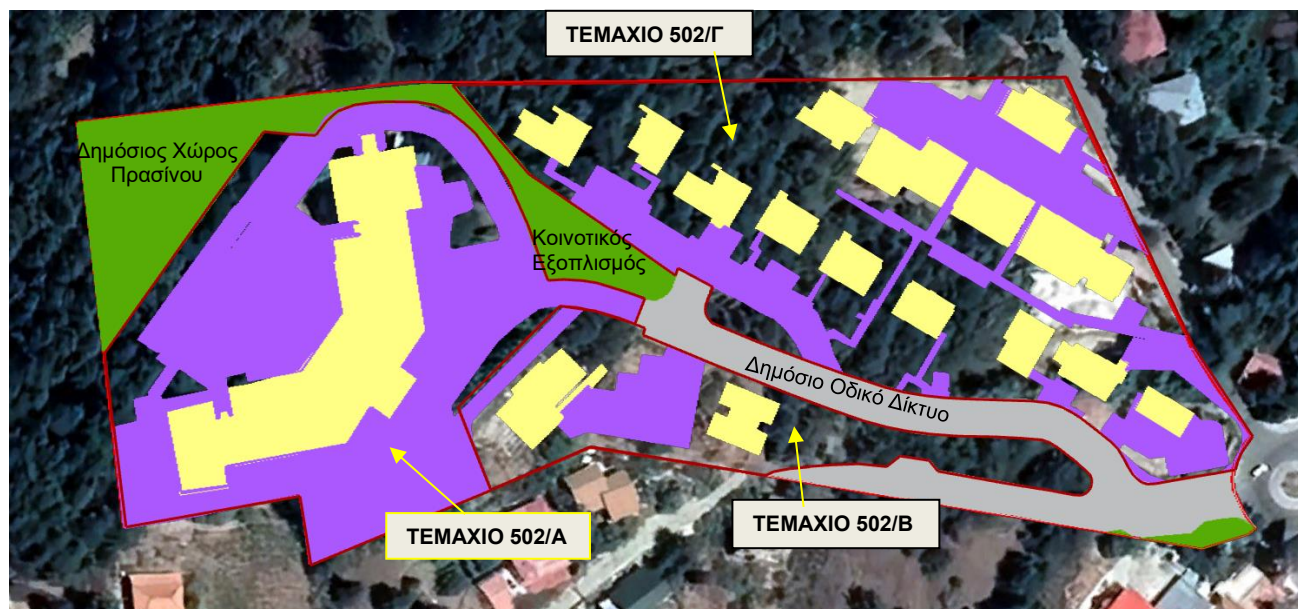 ΤΕΜΑΧΙΟ 502/Γ
Δημόσιος Χώρος
Πρασίνου
Κοινοτικός
Εξοπλισμός
Δημόσιο Οδικό Δίκτυο
ΤΕΜΑΧΙΟ 502/Β
ΤΕΜΑΧΙΟ 502/Α